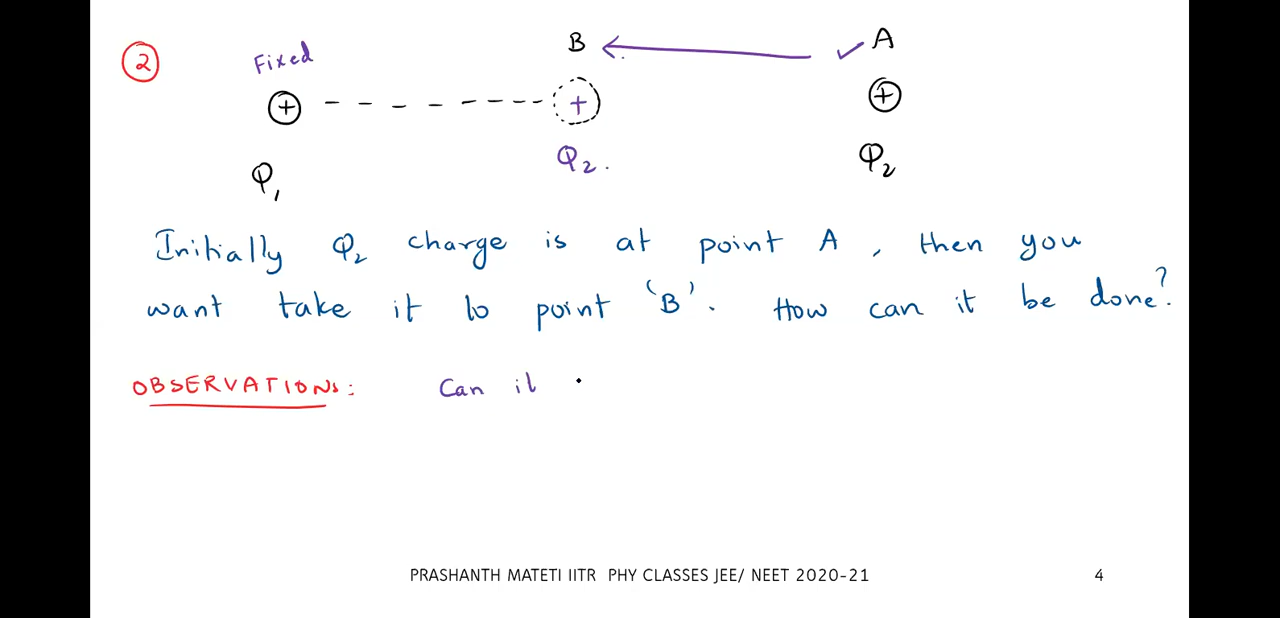 2
Fixed
B
A
+
+
+
Q1
Q2.
Q2
Initially Q2 charge is at point A, then you
want take it to point 'B'. How can it be done?
OBSERVATIONS: Can it
PRASHANTH MATETI IITR PHY CLASSES JEE/ NEET 2020-21
4